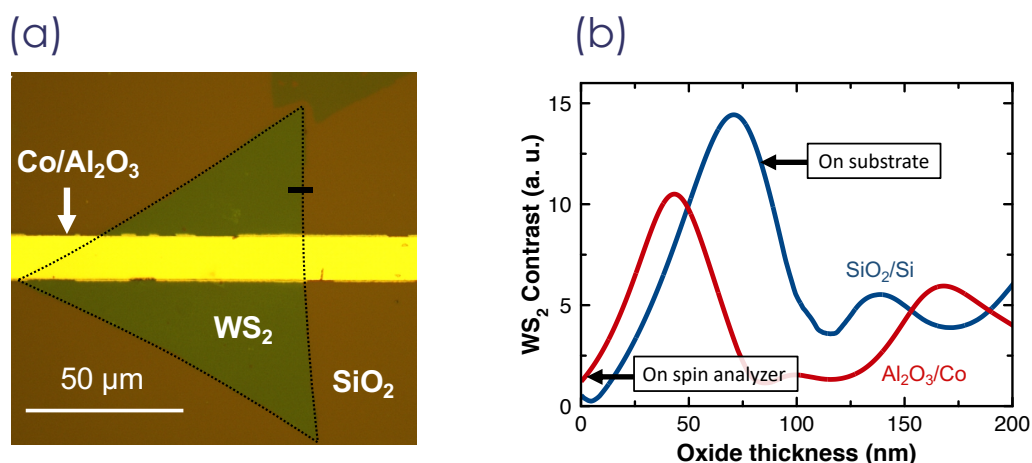 (a)
(b)
Co/Al₂O₃
WS₂
SiO₂
50 µm
WS₂ Contrast (a. u.)
15
10
5
0
On substrate
SiO₂/Si
On spin analyzer
Al₂O₃/Co
0
50
100
150
200
Oxide thickness (nm)